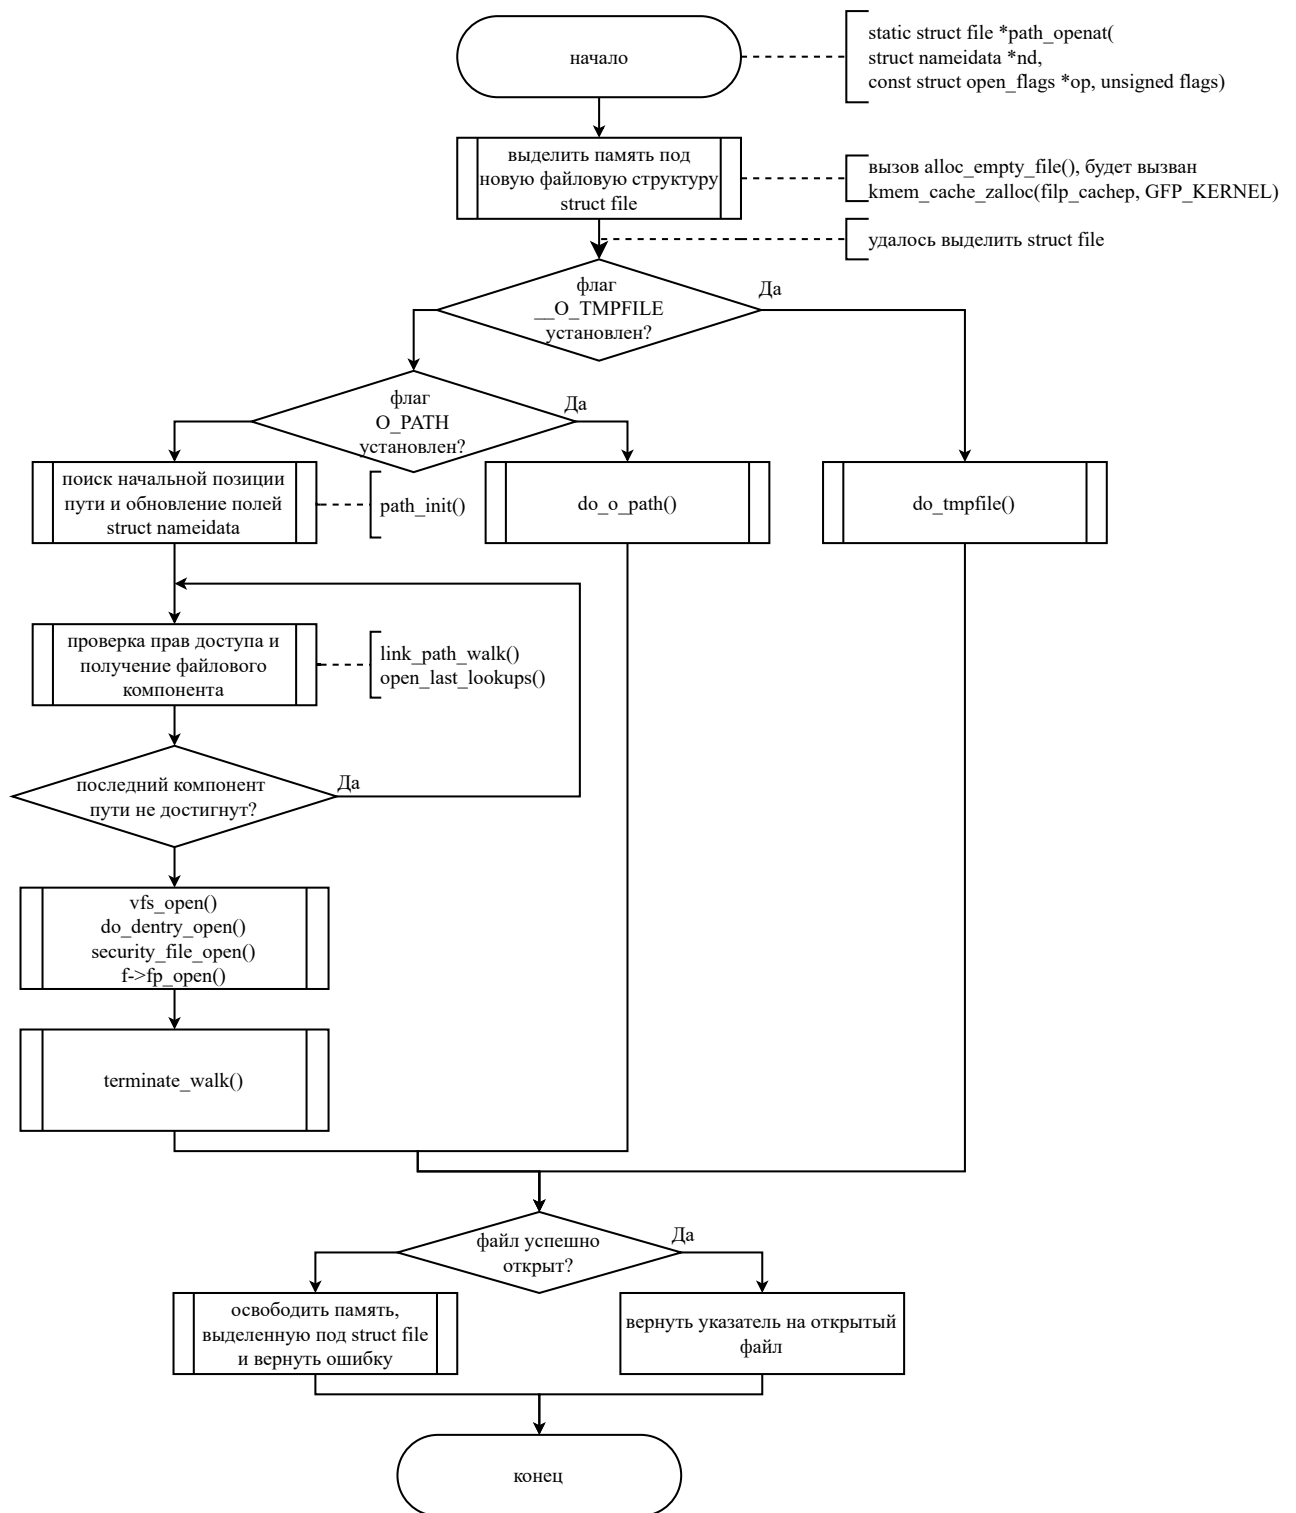 начало
static struct file *path_openat(
struct nameidata *nd,
const struct open_flags *op, unsigned flags)
выделить память под
новую файловую структуру
struct file
вызов alloc_empty_file(), будет вызван
kmem_cache_zalloc(filp_cachep, GFP_KERNEL)
удалось выделить struct file
флаг
__O_TMPFILE
установлен?
Да
флаг
O_PATH
установлен?
Да
поиск начальной позиции
пути и обновление полей
struct nameidata
path_init()
do_o_path()
do_tmpfile()
проверка прав доступа и
получение файлового
компонента
link_path_walk()
open_last_lookups()
последний компонент
пути не достигнут?
Да
vfs_open()
do_dentry_open()
security_file_open()
f->fp_open()
terminate_walk()
файл успешно
открыт?
Да
освободить память,
выделенную под struct file
и вернуть ошибку
вернуть указатель на открытый
файл
конец